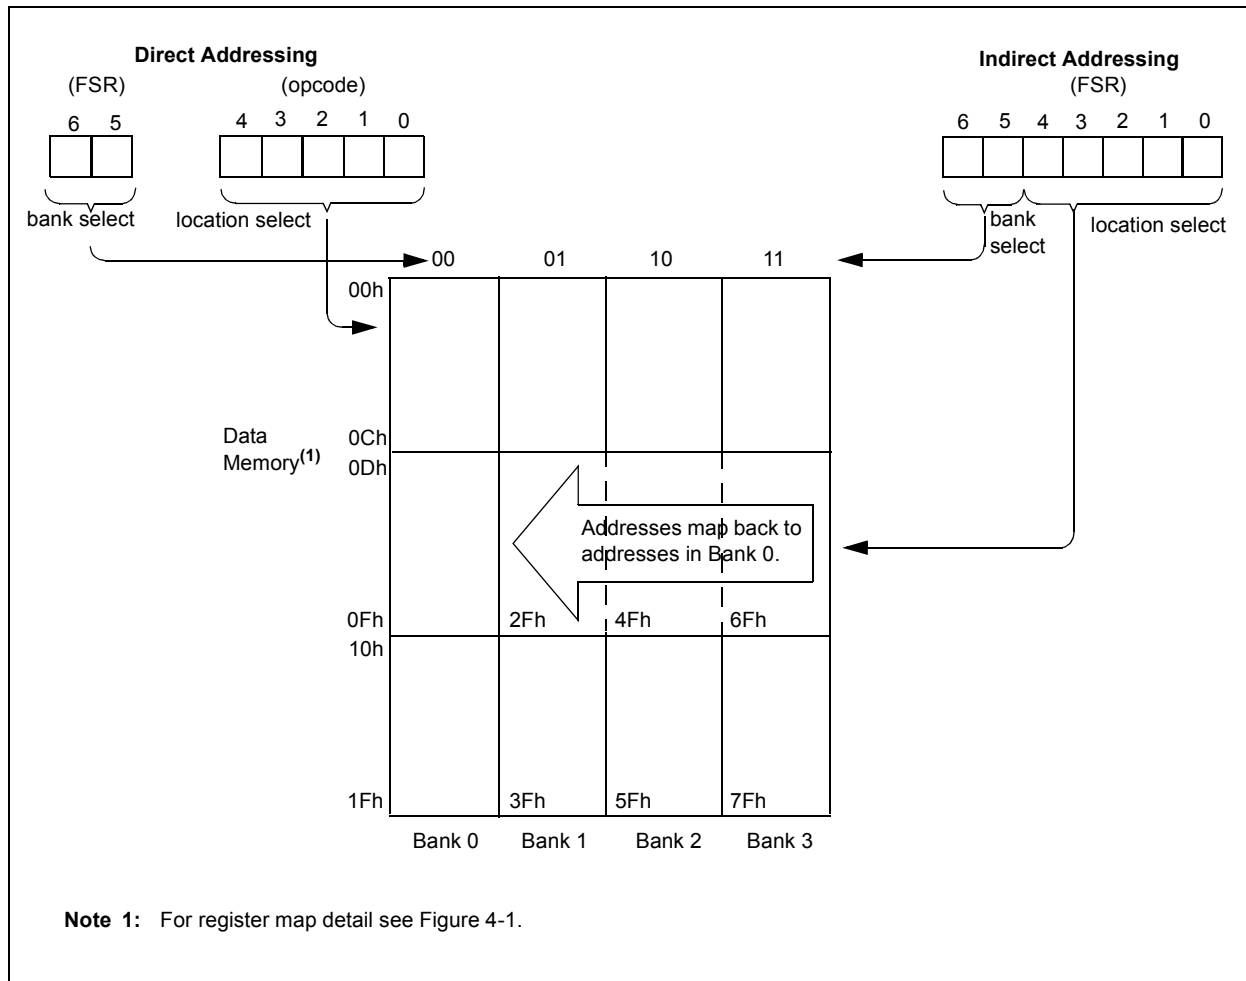 Direct Addressing
(FSR) (opcode)
6 5 4 3 2 1 0
bank select location select
Indirect Addressing
(FSR)
6 5 4 3 2 1 0
bank
select
location select
00 01 10 11
00h
0Ch
Data
Memory(1)
0Dh
Addresses map back to
addresses in Bank 0.
0Fh 2Fh 4Fh 6Fh
10h
1Fh 3Fh 5Fh 7Fh
Bank 0 Bank 1 Bank 2 Bank 3
Note 1: For register map detail see Figure 4-1.